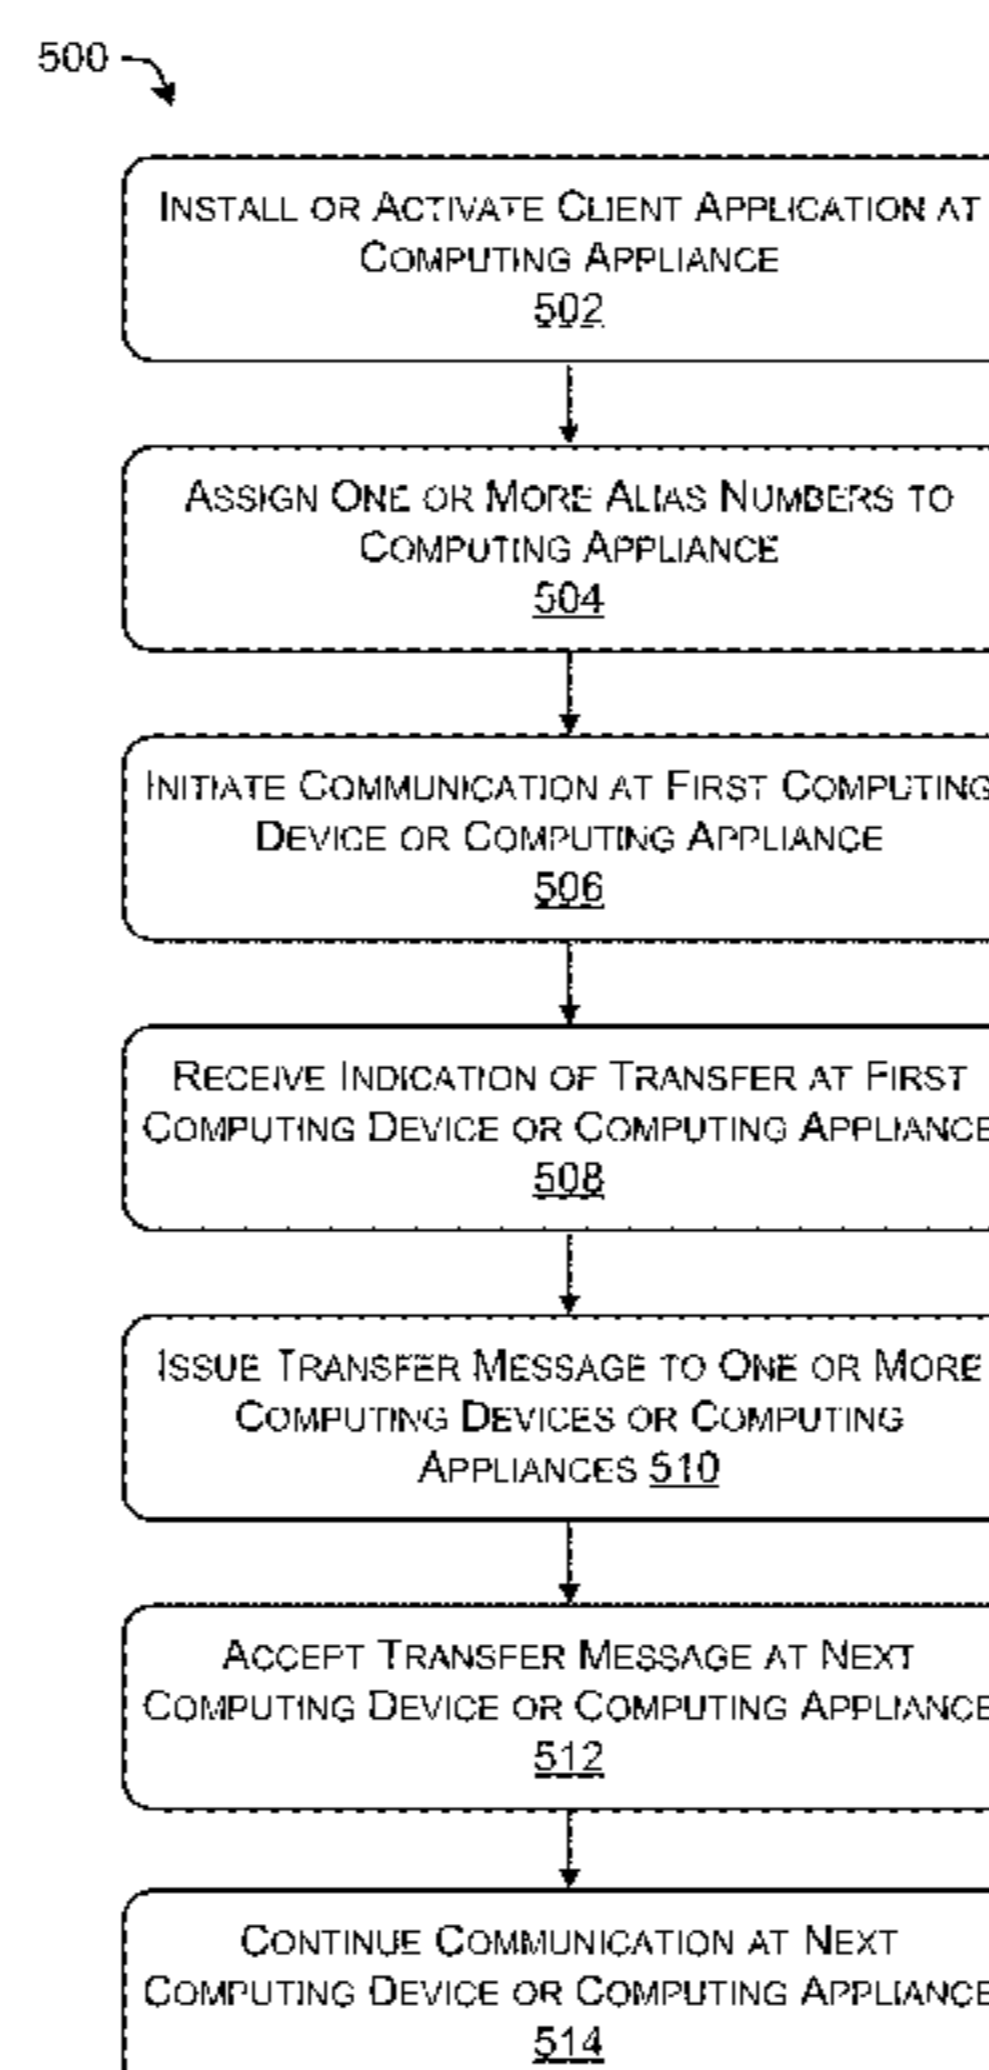 500
INSTALL OR ACTIVATE CLIENT APPLICATION AT
COMPUTING APPLIANCE
502
ASSIGN ONE OR MORE ALIAS NUMBERS TO
COMPUTING APPLIANCE
504
INITIATE COMMUNICATION AT FIRST COMPUTING
DEVICE OR COMPUTING APPLIANCE
506
RECEIVE INDICATION OF TRANSFER AT FIRST
COMPUTING DEVICE OR COMPUTING APPLIANCE
508
ISSUE TRANSFER MESSAGE TO ONE OR MORE
COMPUTING DEVICES OR COMPUTING
APPLIANCES 510
ACCEPT TRANSFER MESSAGE AT NEXT
COMPUTING DEVICE OR COMPUTING APPLIANCE
512
CONTINUE COMMUNICATION AT NEXT
COMPUTING DEVICE OR COMPUTING APPLIANCE
514